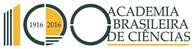 1916 2016
ACADEMIA
BRASILEIRA
DE CIÊNCIAS